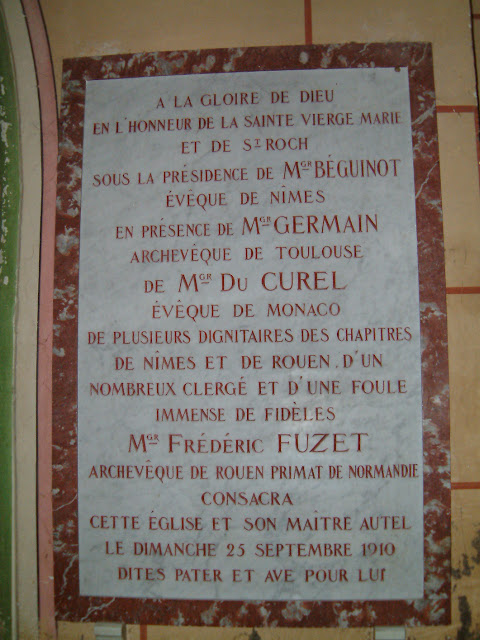 A LA GLOIRE DE DIEU
EN L'HONNEUR DE LA SAINTE VIERGE MARIE
ET DE ST ROCH
SOUS LA PRÉSIDENCE DE MGR BÉGUINOT
ÉVÊQUE DE NÎMES
EN PRÉSENCE DE MGR GERMAIN
ARCHEVÊQUE DE TOULOUSE
DE MGR DU CUREL
ÉVÊQUE DE MONACO
DE PLUSIEURS DIGNITAIRES DES CHAPITRES
DE NÎMES ET DE ROUEN. D'UN
NOMBREUX CLERGÉ ET D'UNE FOULE
IMMENSE DE FIDÈLES
MGR FRÉDÉRIC FUZET
ARCHEVÊQUE DE ROUEN PRIMAT DE NORMANDIE
CONSACRA
CETTE ÉGLISE ET SON MAÎTRE AUTEL
LE DIMANCHE 25 SEPTEMBRE 1910
DITES PATER ET AVE POUR LUI